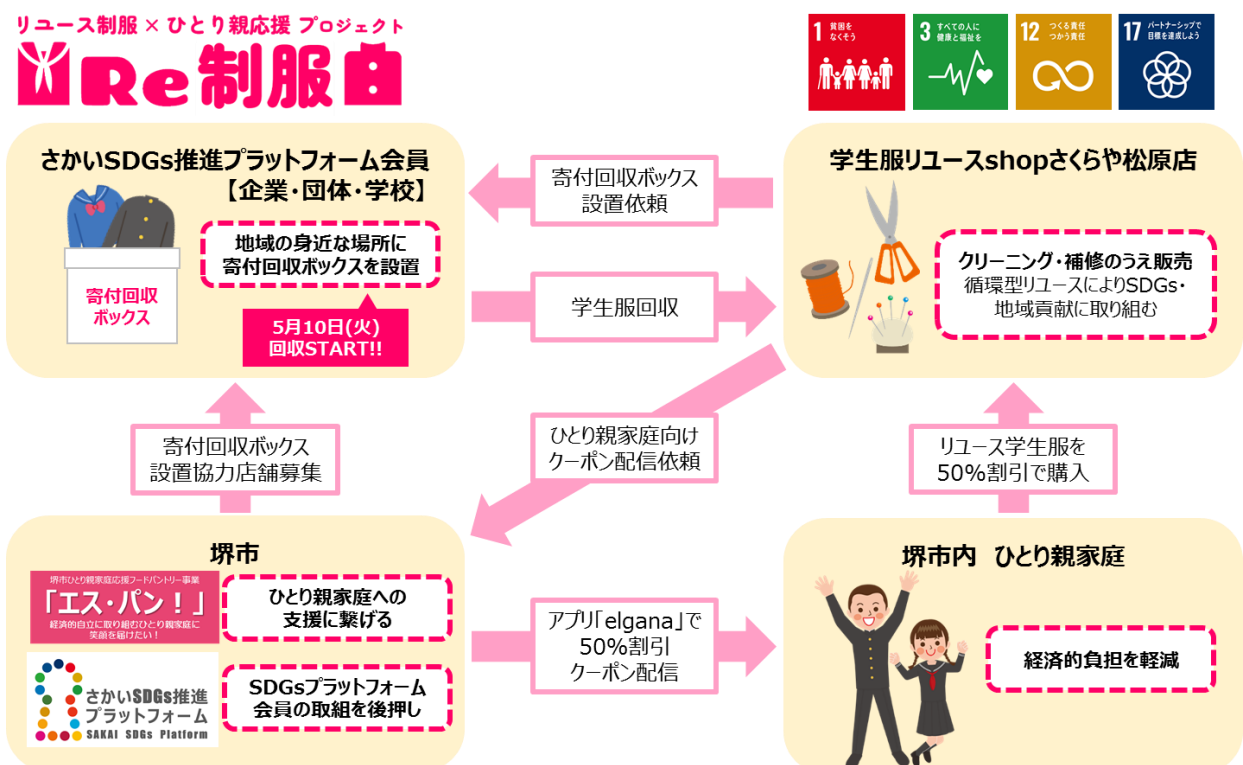 リユース制服 × ひとり親応援 プロジェクト
Re制服
1 貧困を
なくそう
3 すべての人に
健康と福祉を
12 つくる責任
つかう責任
17 パートナーシップで
目標を達成しよう
さかいSDGs推進プラットフォーム会員
【企業・団体・学校】
地域の身近な場所に
寄付回収ボックスを設置
寄付回収
ボックス
5月10日(火)
回収START!!
寄付回収ボックス
設置依頼
学生服回収
学生服リユースshopさくらや松原店
クリーニング・補修のうえ販売
循環型リユースによりSDGs・
地域貢献に取り組む
寄付回収ボックス
設置協力店舗募集
ひとり親家庭向け
クーポン配信依頼
リユース学生服を
50%割引で購入
堺市
堺市ひとり親家庭応援フードパントリー事業
「エス・パン!」
経済的自立に取り組むひとり親家庭に
笑顔を届けたい!
ひとり親家庭への
支援に繋げる
さかいSDGs推進
プラットフォーム
SAKAI SDGs Platform
SDGsプラットフォーム
会員の取組を後押し
アプリ「elgana」で
50%割引
クーポン配信
堺市内 ひとり親家庭
経済的負担を軽減